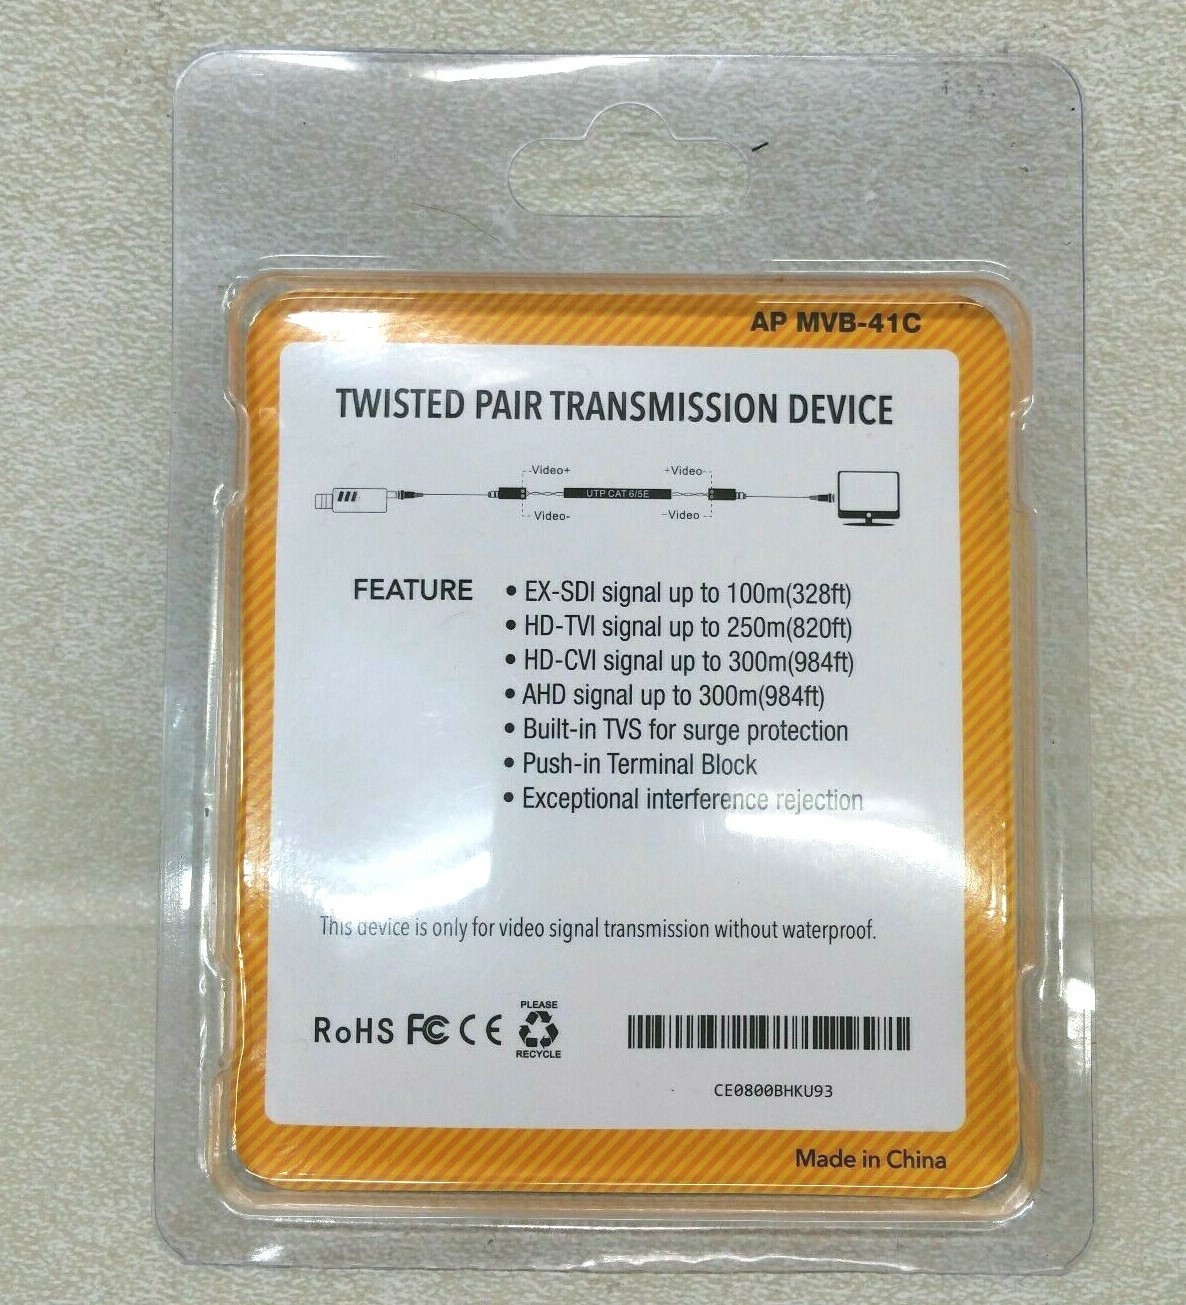 AP MVB-41C
TWISTED PAIR TRANSMISSION DEVICE
Video+ +Video
UTP CAT 6/5E
Video- -Video
FEATURE • EX-SDI signal up to 100m(328ft)
• HD-TVI signal up to 250m(820ft)
• HD-CVI signal up to 300m(984ft)
• AHD signal up to 300m(984ft)
• Built-in TVS for surge protection
• Push-in Terminal Block
• Exceptional interference rejection
This device is only for video signal transmission without waterproof.
PLEASE
RoHS FC CE
RECYCLE
CE0800BHKU93
Made in China